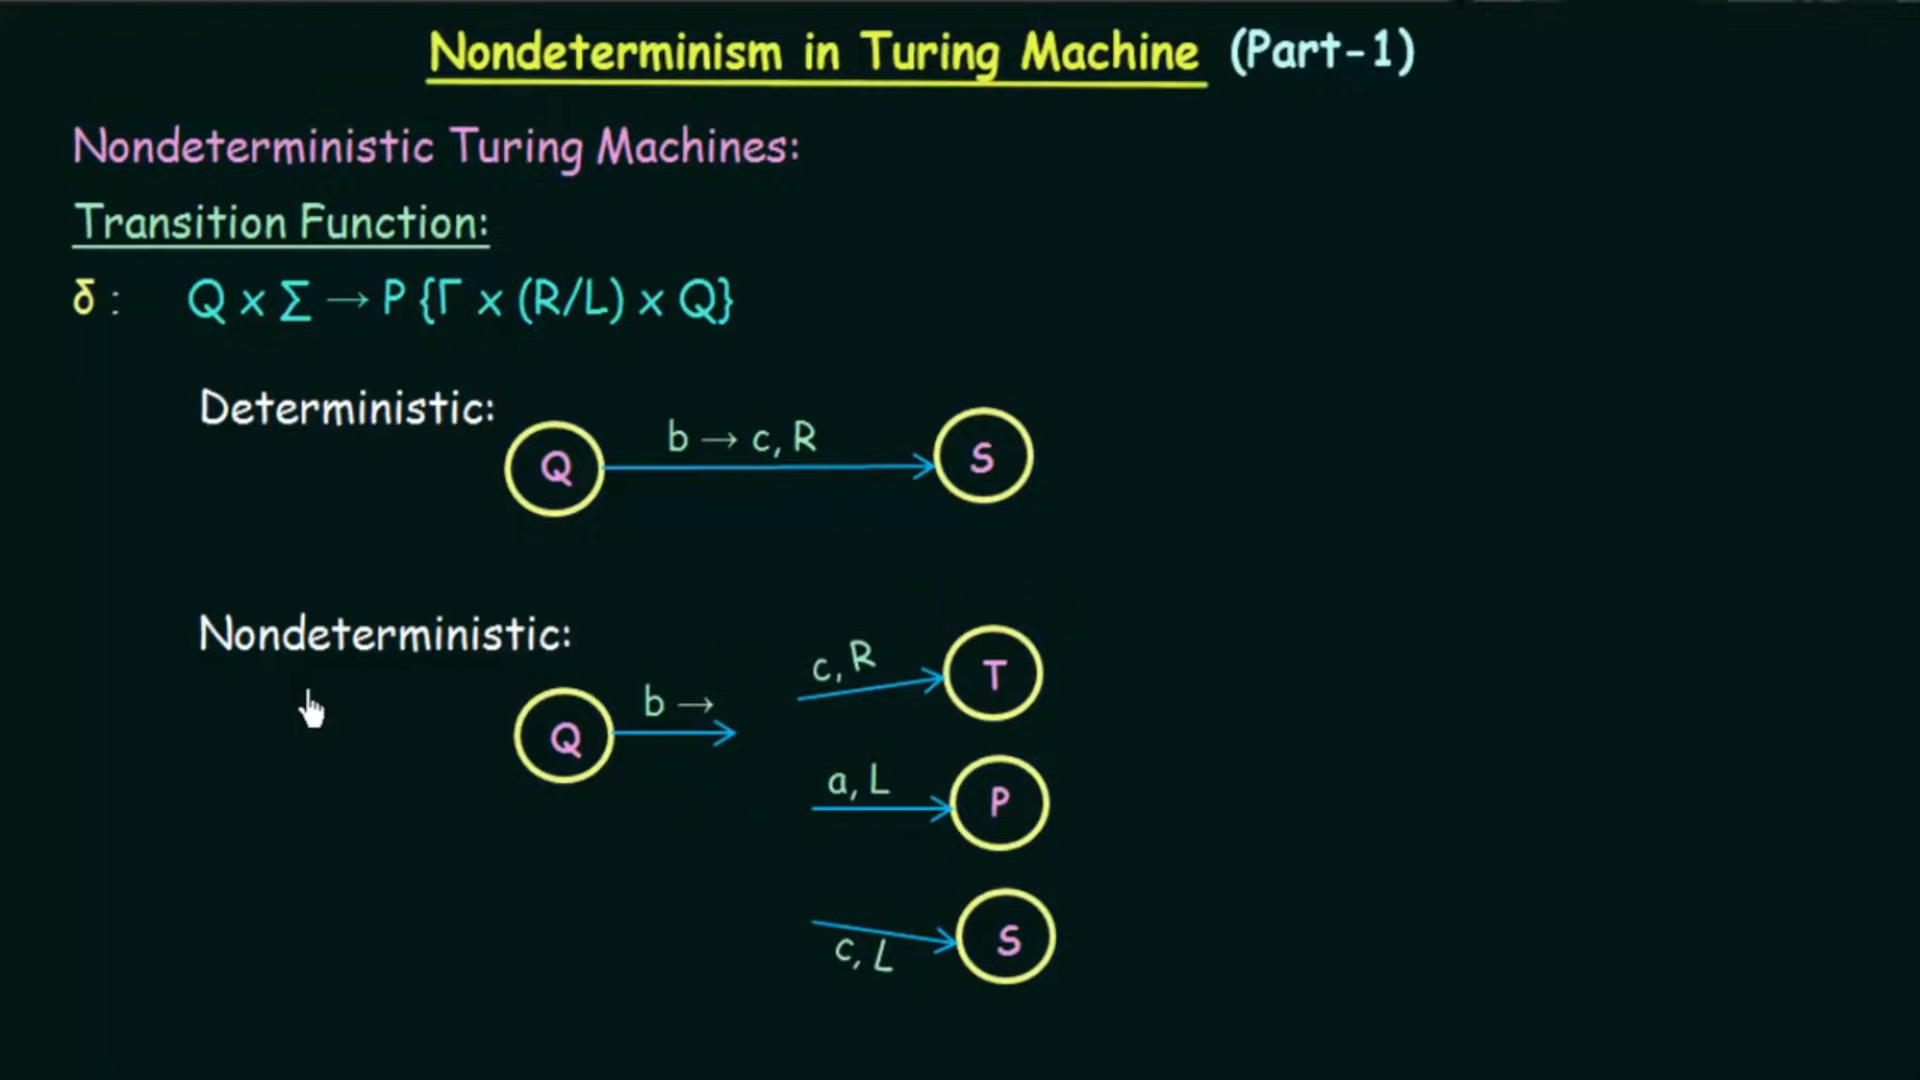 Nondeterminism in Turing Machine (Part-1)
Nondeterministic Turing Machines:
Transition Function:
δ : Q x Σ → P {Γ x (R/L) x Q}
Deterministic:
Q
b → c, R
S
Nondeterministic:
Q
b →
c, R
T
a, L
P
c, L
S